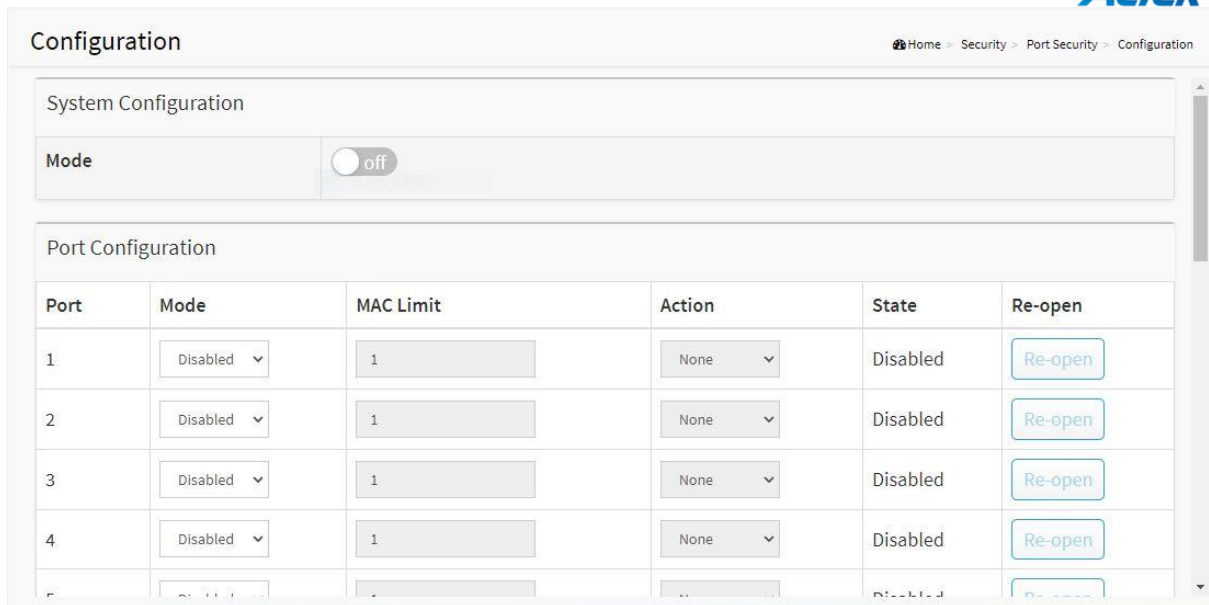 Configuration
Home > Security > Port Security > Configuration
System Configuration
Mode off
Port Configuration
Port Mode MAC Limit Action State Re-open
1 Disabled 1 None Disabled Re-open
2 Disabled 1 None Disabled Re-open
3 Disabled 1 None Disabled Re-open
4 Disabled 1 None Disabled Re-open